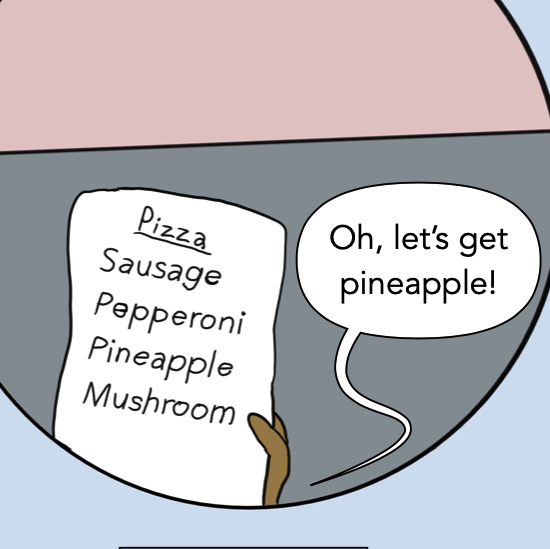 Pizza
Sausage
Pepperoni
Pineapple
Mushroom
Oh, let's get
pineapple!